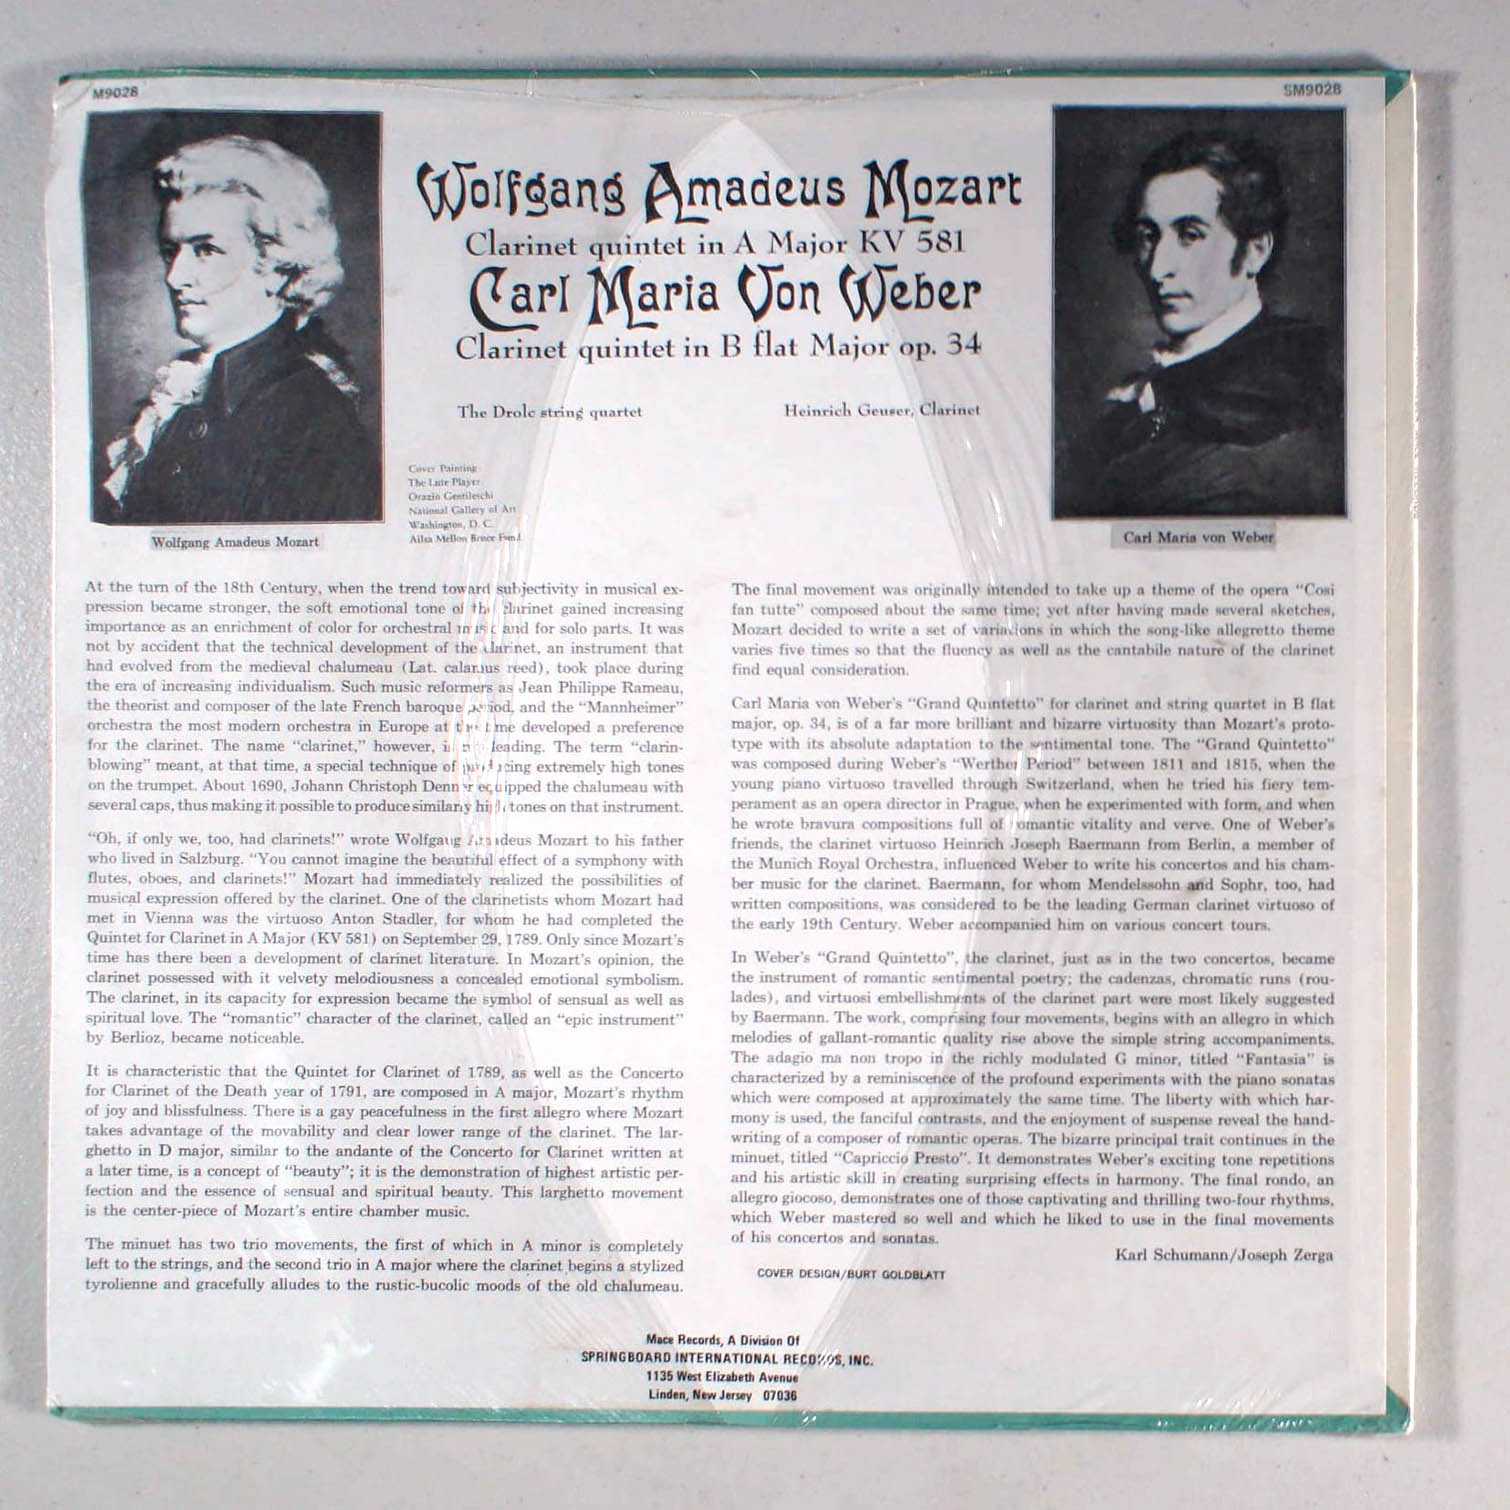 M9028
SM9028
Wolfgang Amadeus Mozart
Clarinet quintet in A Major KV 581
Carl Maria Von Weber
Clarinet quintet in B flat Major op. 34
The Drolc string quartet
Heinrich Geuser, Clarinet
Cover Painting
The Lute Player
Orazio Gentileschi
National Gallery of Art
Washington, D. C.
Ailsa Mellon Bruce Fund
Wolfgang Amadeus Mozart
Carl Maria von Weber
At the turn of the 18th Century, when the trend toward subjectivity in musical ex-
pression became stronger, the soft emotional tone of the clarinet gained increasing
importance as an enrichment of color for orchestral music and for solo parts. It was
not by accident that the technical development of the clarinet, an instrument that
had evolved from the medieval chalumeau (Lat. calamus reed), took place during
the era of increasing individualism. Such music reformers as Jean Philippe Rameau,
the theorist and composer of the late French baroque period, and the “Mannheimer”
orchestra the most modern orchestra in Europe at the time developed a preference
for the clarinet. The name “clarinet,” however, is misleading. The term “clarin-
blowing” meant, at that time, a special technique of producing extremely high tones
on the trumpet. About 1690, Johann Christoph Denner equipped the chalumeau with
several caps, thus making it possible to produce similarly high tones on that instrument.
“Oh, if only we, too, had clarinets!” wrote Wolfgang Amadeus Mozart to his father
who lived in Salzburg. “You cannot imagine the beautiful effect of a symphony with
flutes, oboes, and clarinets!” Mozart had immediately realized the possibilities of
musical expression offered by the clarinet. One of the clarinetists whom Mozart had
met in Vienna was the virtuoso Anton Stadler, for whom he had completed the
Quintet for Clarinet in A Major (KV 581) on September 29, 1789. Only since Mozart's
time has there been a development of clarinet literature. In Mozart's opinion, the
clarinet possessed with it velvety melodiousness a concealed emotional symbolism.
The clarinet, in its capacity for expression became the symbol of sensual as well as
spiritual love. The “romantic” character of the clarinet, called an “epic instrument”
by Berlioz, became noticeable.
It is characteristic that the Quintet for Clarinet of 1789, as well as the Concerto
for Clarinet of the Death year of 1791, are composed in A major, Mozart's rhythm
of joy and blissfulness. There is a gay peacefulness in the first allegro where Mozart
takes advantage of the movability and clear lower range of the clarinet. The lar-
ghetto in D major, similar to the andante of the Concerto for Clarinet written at
a later time, is a concept of “beauty”; it is the demonstration of highest artistic per-
fection and the essence of sensual and spiritual beauty. This larghetto movement
is the center-piece of Mozart's entire chamber music.
The minuet has two trio movements, the first of which in A minor is completely
left to the strings, and the second trio in A major where the clarinet begins a stylized
tyrolienne and gracefully alludes to the rustic-bucolic moods of the old chalumeau.
The final movement was originally intended to take up a theme of the opera “Cosi
fan tutte” composed about the same time; yet after having made several sketches,
Mozart decided to write a set of variations in which the song-like allegretto theme
varies five times so that the fluency as well as the cantabile nature of the clarinet
find equal consideration.
Carl Maria von Weber's “Grand Quintetto” for clarinet and string quartet in B flat
major, op. 34, is of a far more brilliant and bizarre virtuosity than Mozart's proto-
type with its absolute adaptation to the sentimental tone. The “Grand Quintetto”
was composed during Weber's “Werther Period” between 1811 and 1815, when the
young piano virtuoso travelled through Switzerland, when he tried his fiery tem-
perament as an opera director in Prague, when he experimented with form, and when
he wrote bravura compositions full of romantic vitality and verve. One of Weber's
friends, the clarinet virtuoso Heinrich Joseph Baermann from Berlin, a member of
the Munich Royal Orchestra, influenced Weber to write his concertos and his cham-
ber music for the clarinet. Baermann, for whom Mendelssohn and Sophr, too, had
written compositions, was considered to be the leading German clarinet virtuoso of
the early 19th Century. Weber accompanied him on various concert tours.
In Weber's “Grand Quintetto”, the clarinet, just as in the two concertos, became
the instrument of romantic sentimental poetry; the cadenzas, chromatic runs (rou-
lades), and virtuosi embellishments of the clarinet part were most likely suggested
by Baermann. The work, comprising four movements, begins with an allegro in which
melodies of gallant-romantic quality rise above the simple string accompaniments.
The adagio ma non tropo in the richly modulated G minor, titled “Fantasia” is
characterized by a reminiscence of the profound experiments with the piano sonatas
which were composed at approximately the same time. The liberty with which har-
mony is used, the fanciful contrasts, and the enjoyment of suspense reveal the hand-
writing of a composer of romantic operas. The bizarre principal trait continues in the
minuet, titled “Capriccio Presto”. It demonstrates Weber's exciting tone repetitions
and his artistic skill in creating surprising effects in harmony. The final rondo, an
allegro giocoso, demonstrates one of those captivating and thrilling two-four rhythms,
which Weber mastered so well and which he liked to use in the final movements
of his concertos and sonatas.
Karl Schumann/Joseph Zerga
COVER DESIGN/BURT GOLDBLATT
Mace Records, A Division Of
SPRINGBOARD INTERNATIONAL RECORDS, INC.
1135 West Elizabeth Avenue
Linden, New Jersey 07036